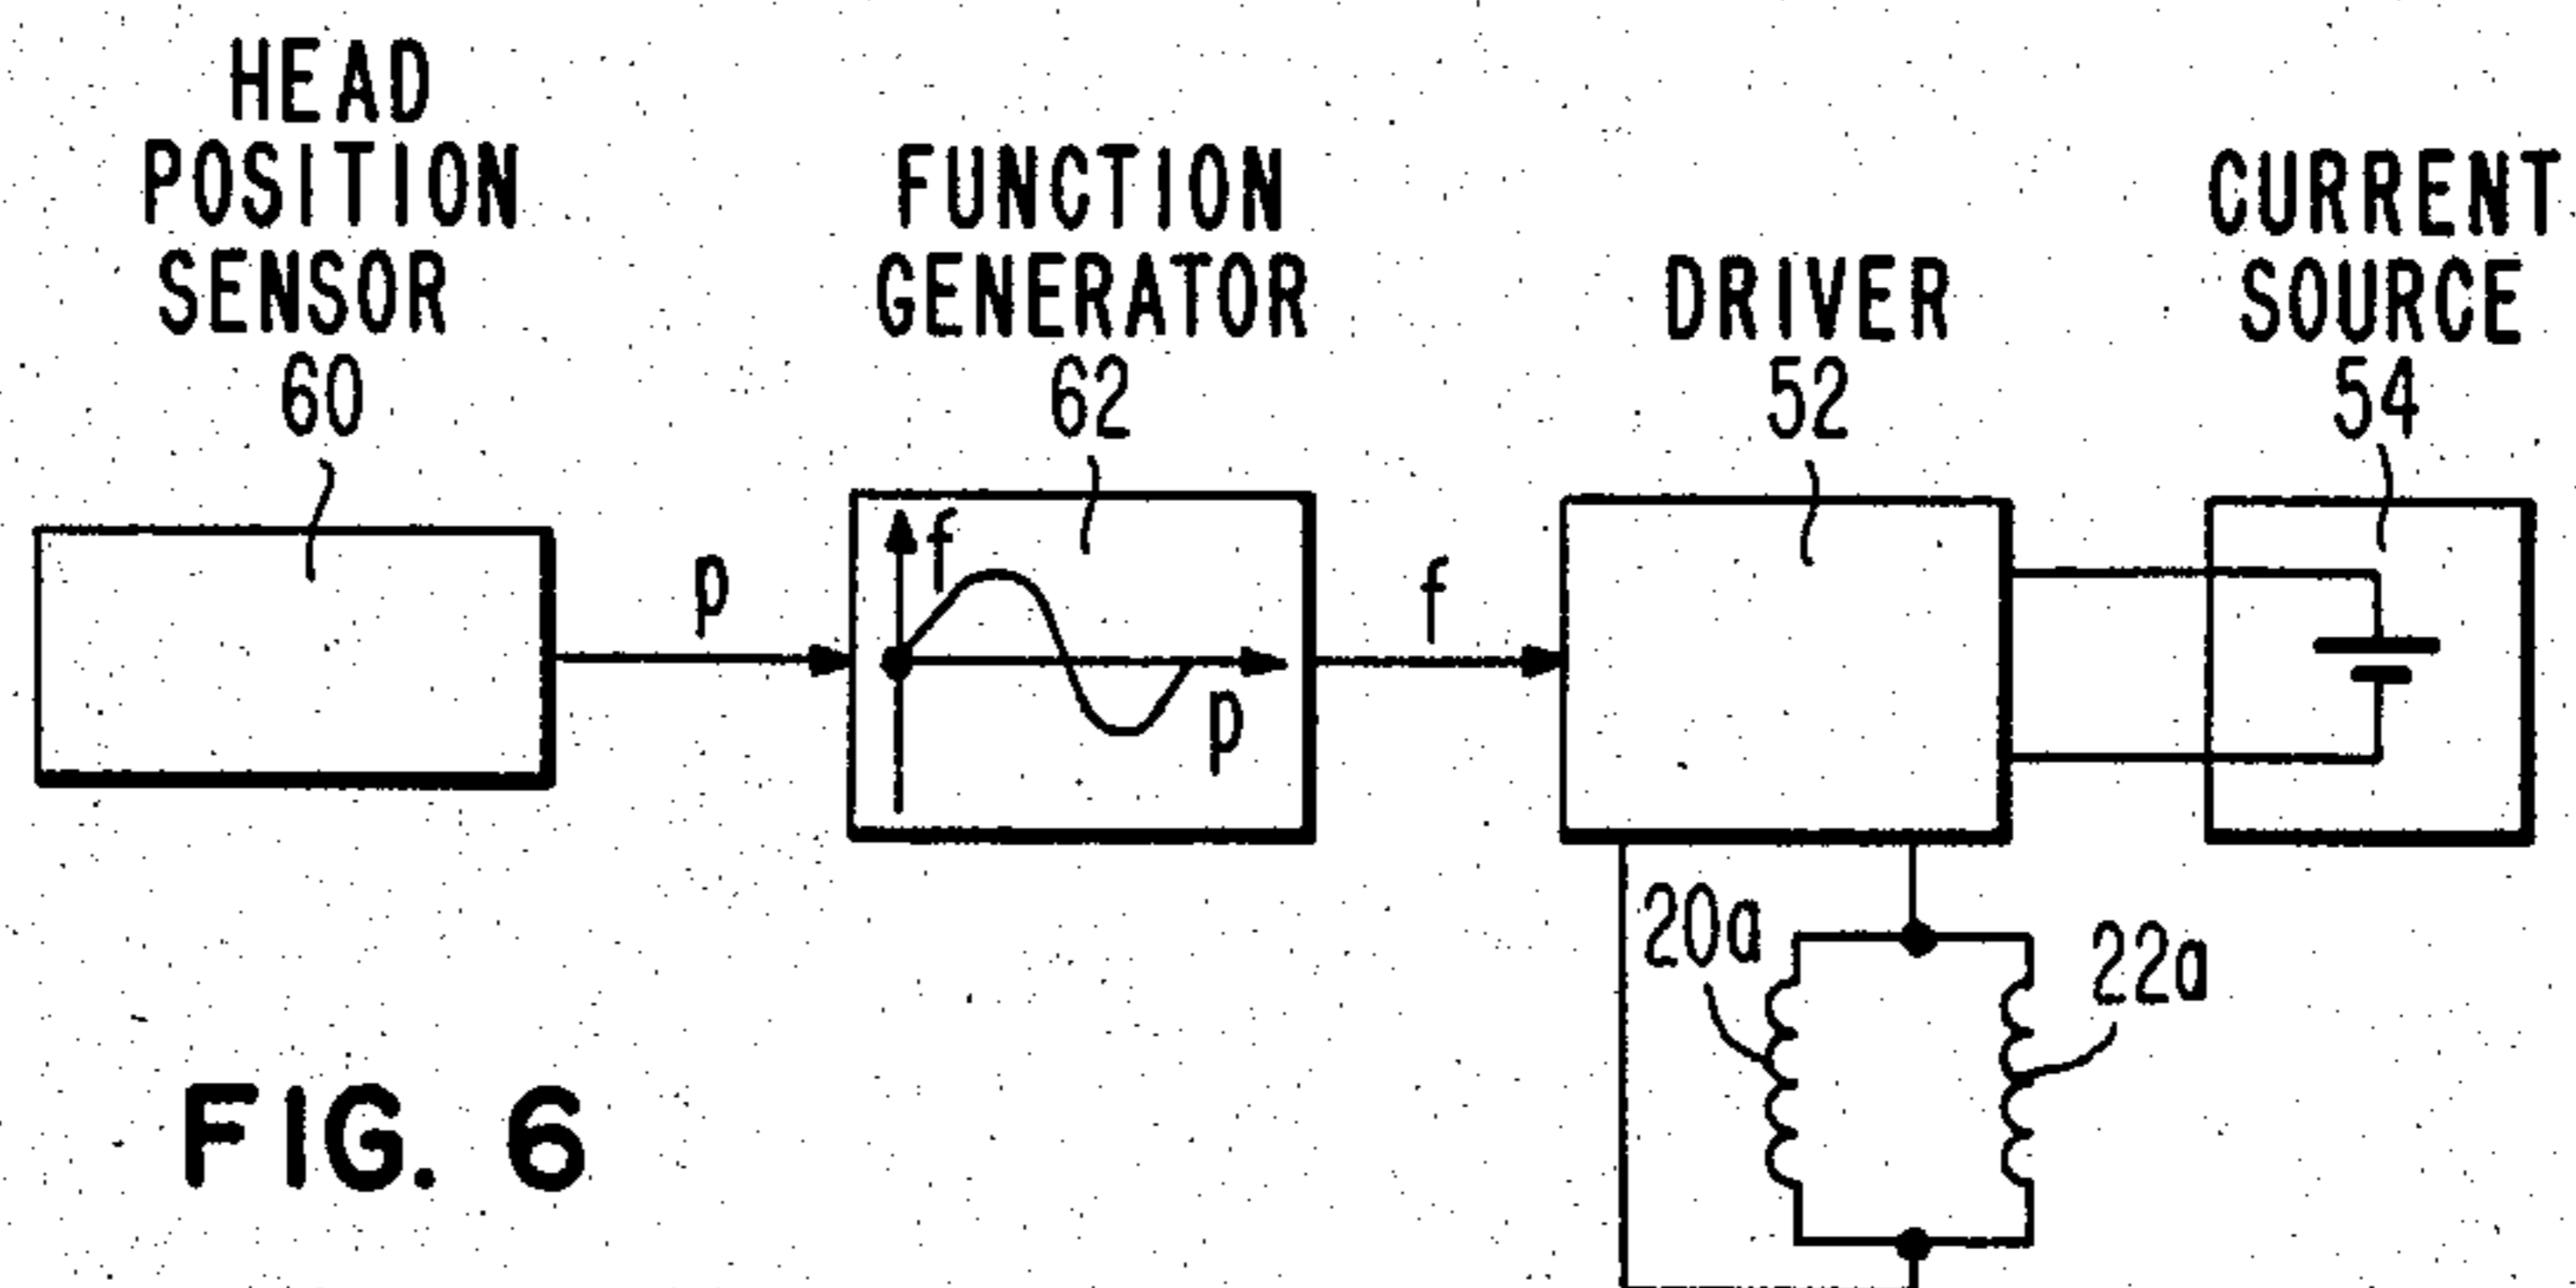 HEAD
POSITION
SENSOR
60
FUNCTION
GENERATOR
62
DRIVER
52
CURRENT
SOURCE
54
p
f
p
f
20a
22a
FIG. 6